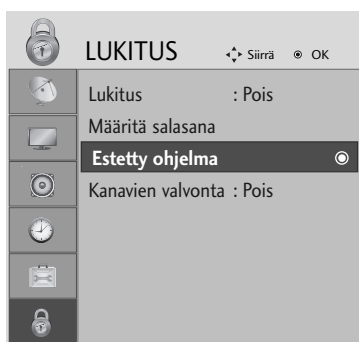 LUKITUS Siirrä OK
Lukitus : Pois
Määritä salasana
Estetty ohjelma
Kanavien valvonta : Pois